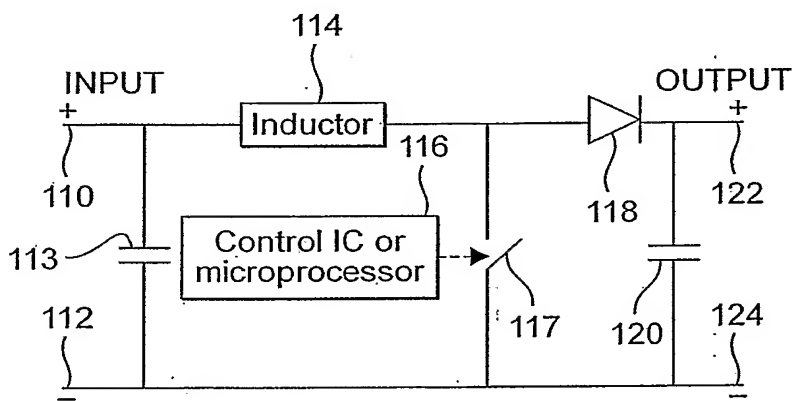 114
INPUT
OUTPUT
+
+
Inductor
116
110
118
122
113
Control IC or
microprocessor
112
117
120
124
−
−